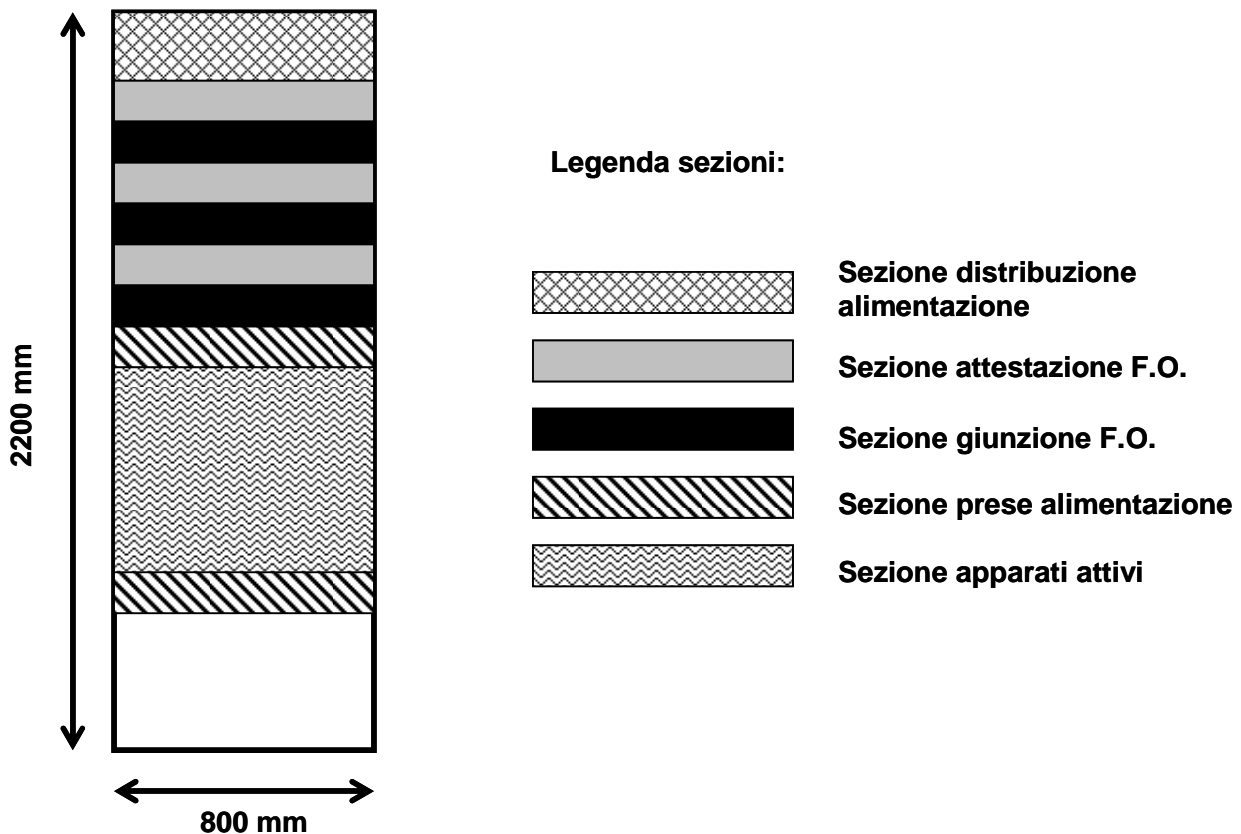 Legenda sezioni:
Sezione distribuzione
alimentazione
Sezione attestazione F.O.
Sezione giunzione F.O.
Sezione prese alimentazione
Sezione apparati attivi
2200 mm
800 mm